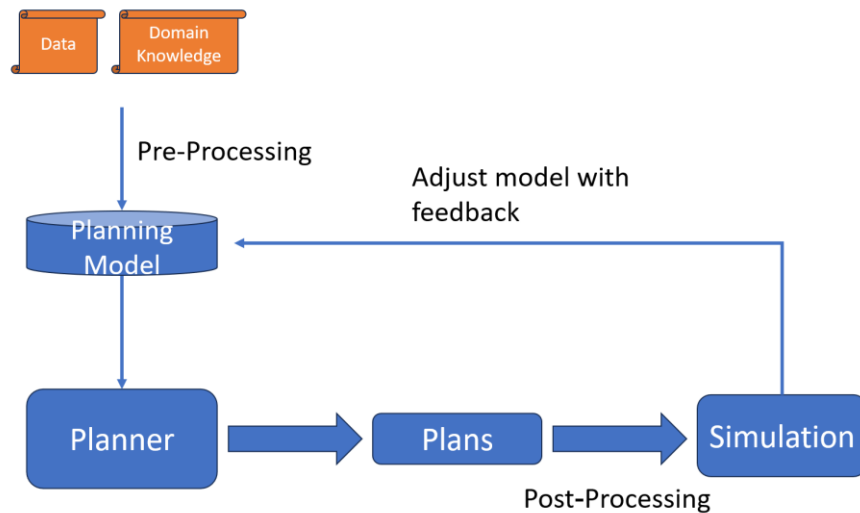 Data
Domain
Knowledge
Pre-Processing
Adjust model with
feedback
Planning
Model
Planner
Plans
Simulation
Post-Processing